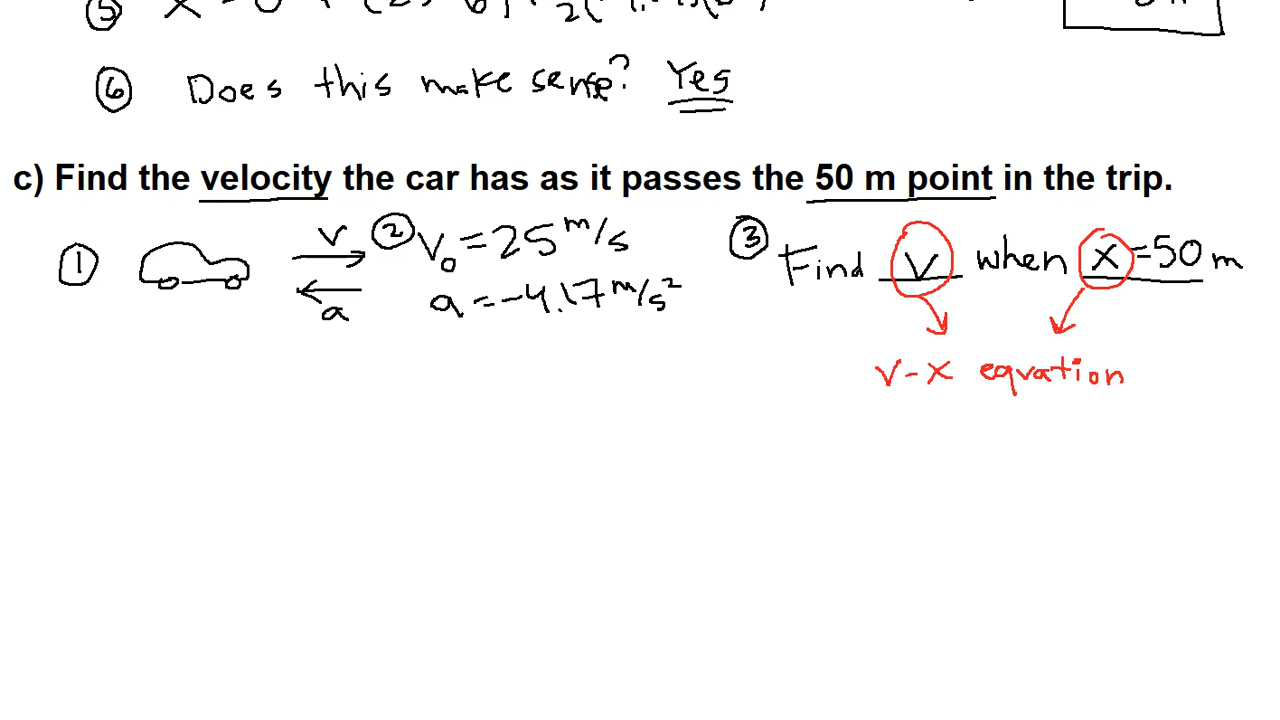 ⑤ x
⑥ Does this make sense? Yes
c) Find the velocity the car has as it passes the 50 m point in the trip.
① v a
② v₀ = 25 m/s
a = -4.17 m/s²
③ Find v when x = 50 m
v-x equation